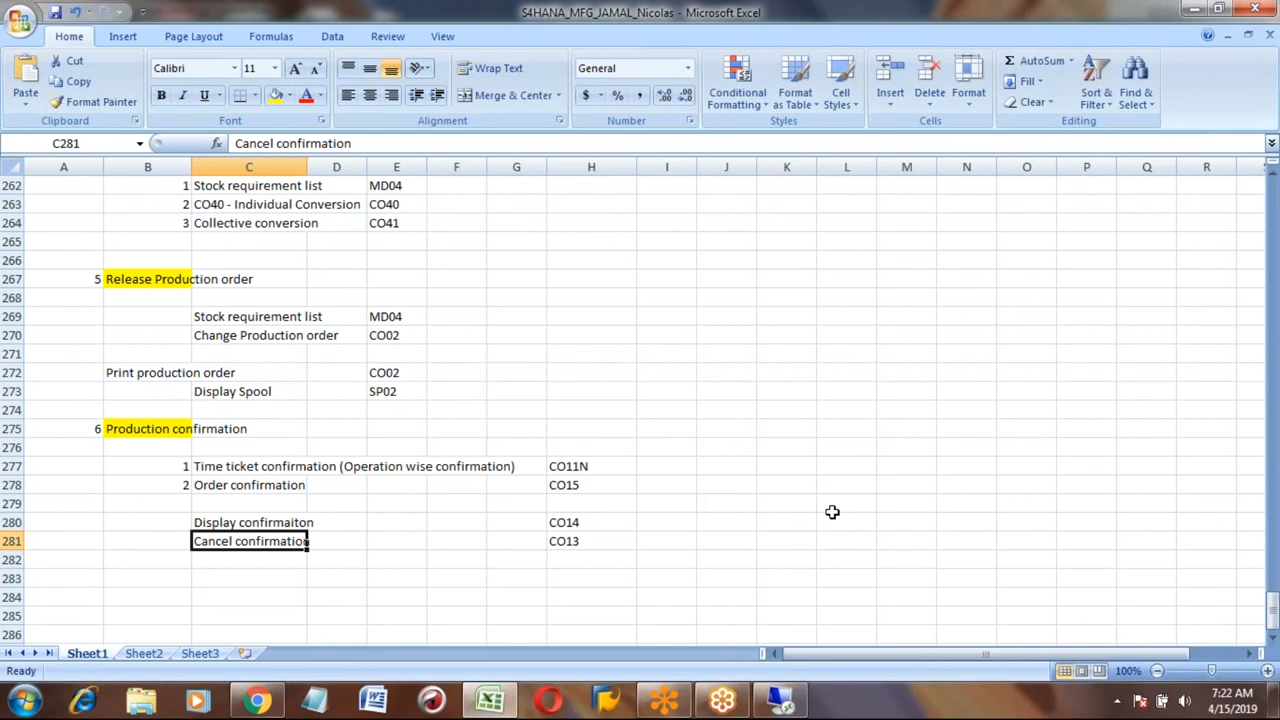 S4HANA_MFG_JAMAL_Nicolas - Microsoft Excel
Home Insert Page Layout Formulas Data Review View
Paste Cut Copy Format Painter Clipboard
Calibri 11 B I U A A A Font
Wrap Text Merge & Center Alignment
General $ % , Number
Conditional Formatting Format as Table Cell Styles Styles
Insert Delete Format Cells
Σ AutoSum Fill Clear Sort & Filter Find & Select Editing
C281 fx Cancel confirmation
A B C D E F G H I J K L M N O P Q R
262 1 Stock requirement list MD04
263 2 CO40 - Individual Conversion CO40
264 3 Collective conversion CO41
265
266
267 5 Release Production order
268
269 Stock requirement list MD04
270 Change Production order CO02
271
272 Print production order CO02
273 Display Spool SP02
274
275 6 Production confirmation
276
277 1 Time ticket confirmation (Operation wise confirmation) CO11N
278 2 Order confirmation CO15
279
280 Display confirmaiton CO14
281 Cancel confirmation CO13
282
283
284
285
286
Sheet1 Sheet2 Sheet3
Ready 100%
7:22 AM
4/15/2019